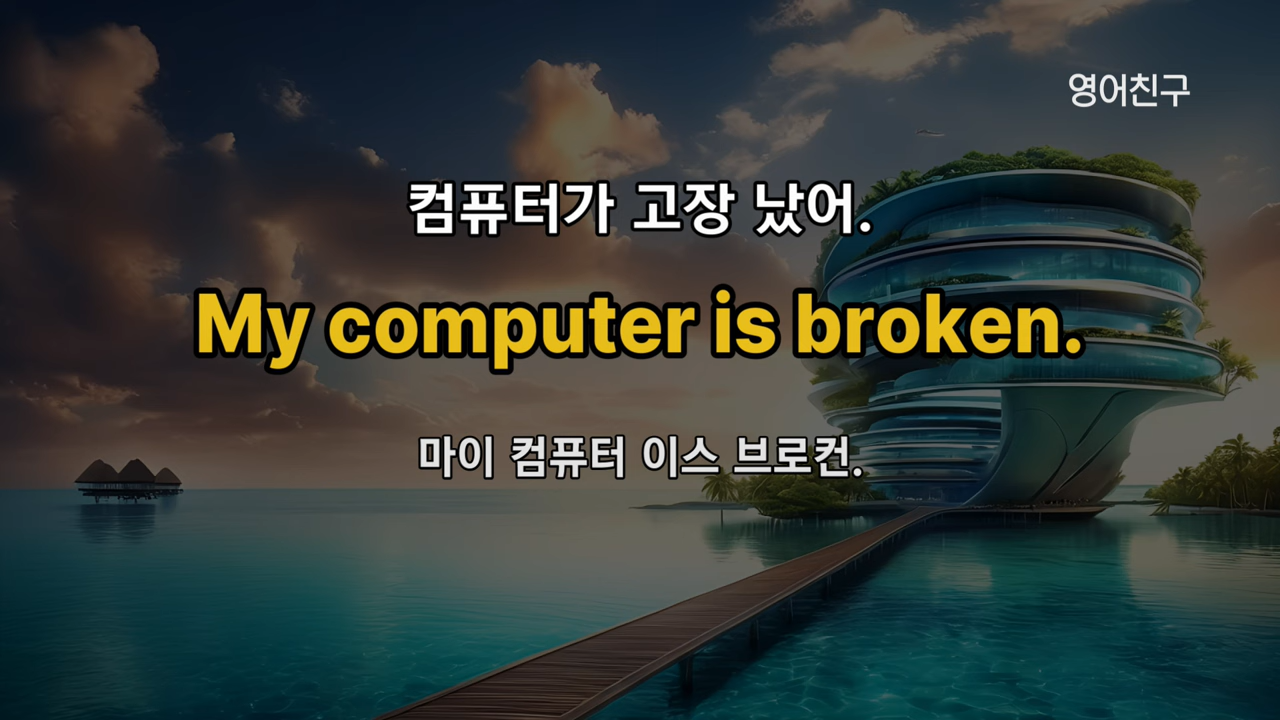 영어친구
컴퓨터가 고장 났어.
My computer is broken.
마이 컴퓨터 이스 브로컨.